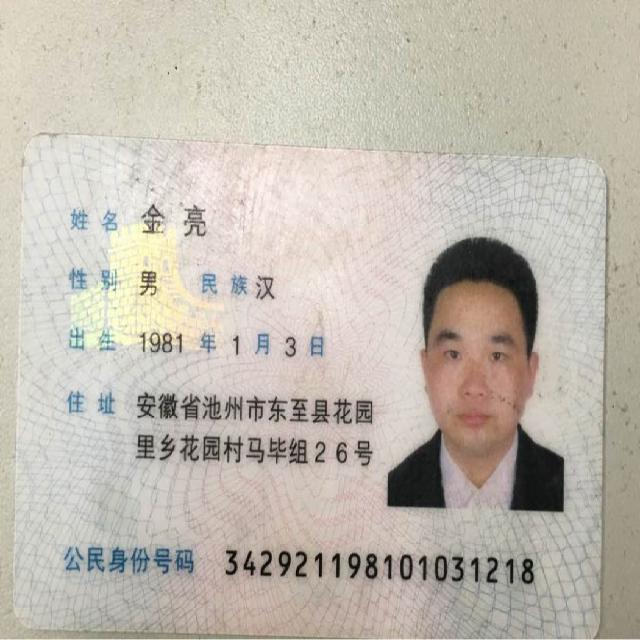 姓名 金亮
性别 男 民族 汉
出生 1981 年 1 月 3 日
住址 安徽省池州市东至县花园
里乡花园村马毕组26号
公民身份号码 342921198101031218